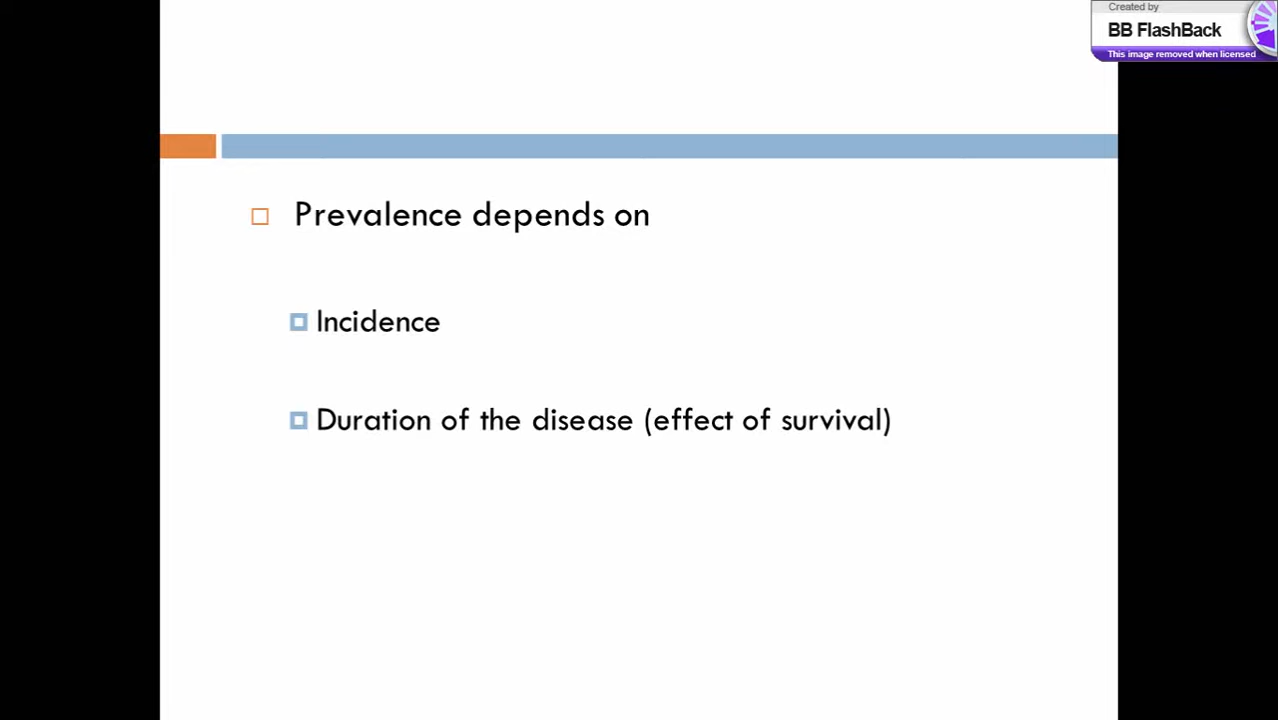 Created by
BB FlashBack
This image removed when licensed
Prevalence depends on
Incidence
Duration of the disease (effect of survival)